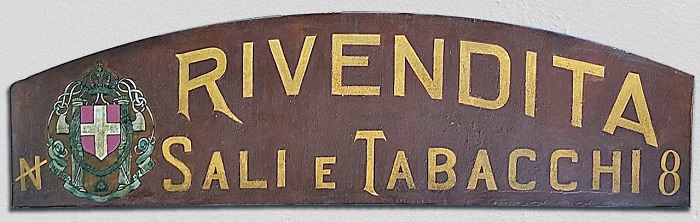 RIVENDITA
N SALI E TABACCHI 8